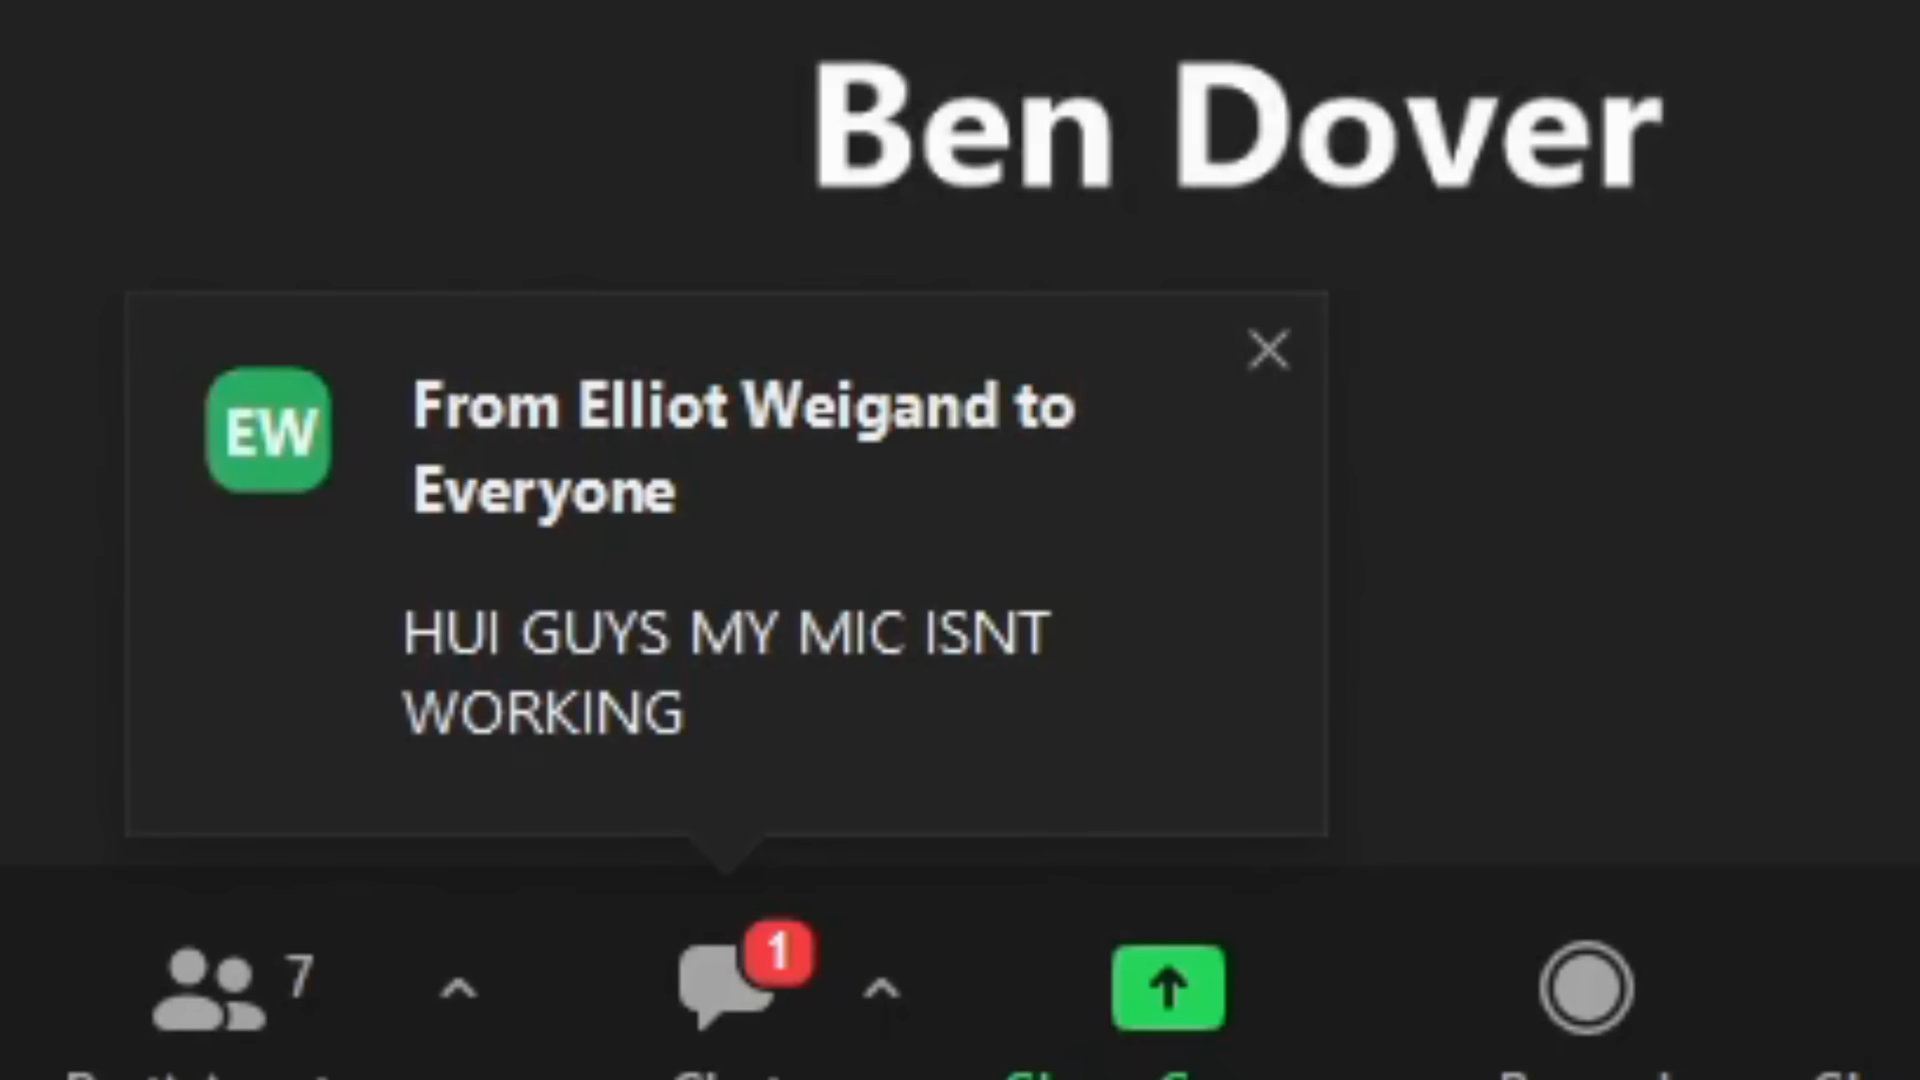 Ben Dover
EW
From Elliot Weigand to
Everyone
HUI GUYS MY MIC ISNT
WORKING
7
1